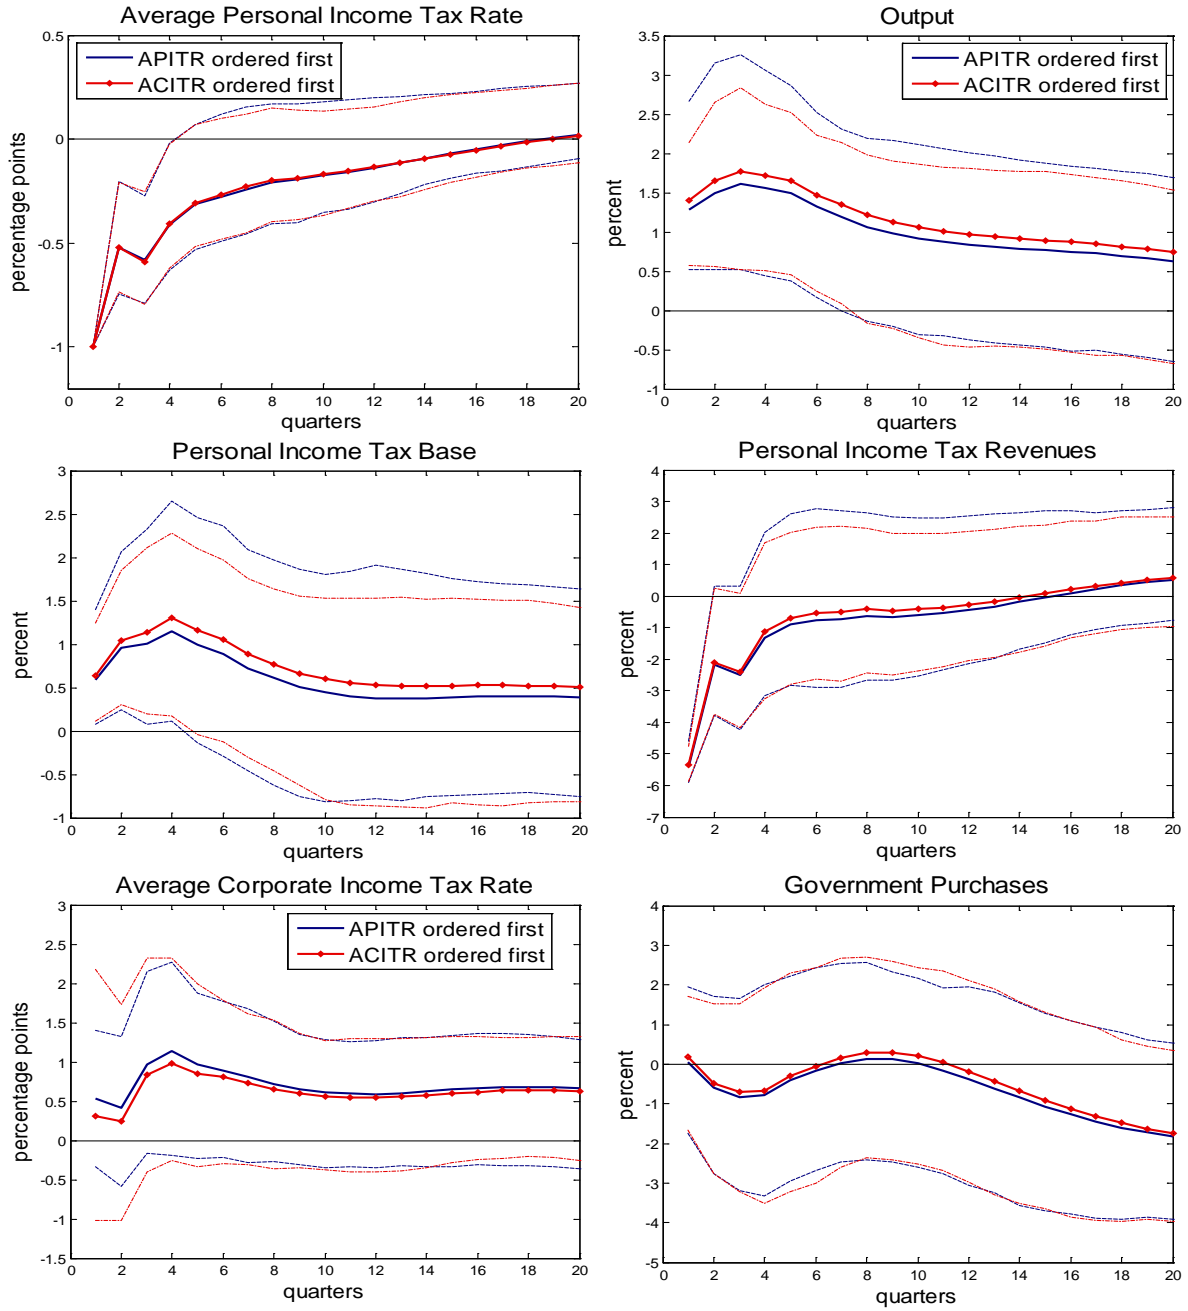 Average Personal Income Tax Rate
0.5
0
-0.5
-1
percentage points
APITR ordered first
ACITR ordered first
0 2 4 6 8 10 12 14 16 18 20
quarters
Output
3.5
3
2.5
2
1.5
1
0.5
0
-0.5
-1
percent
APITR ordered first
ACITR ordered first
0 2 4 6 8 10 12 14 16 18 20
quarters
Personal Income Tax Base
3
2.5
2
1.5
1
0.5
0
-0.5
-1
percent
0 2 4 6 8 10 12 14 16 18 20
quarters
Personal Income Tax Revenues
4
3
2
1
0
-1
-2
-3
-4
-5
-6
-7
percent
0 2 4 6 8 10 12 14 16 18 20
quarters
Average Corporate Income Tax Rate
3
2.5
2
1.5
1
0.5
0
-0.5
-1
-1.5
percentage points
APITR ordered first
ACITR ordered first
0 2 4 6 8 10 12 14 16 18 20
quarters
Government Purchases
4
3
2
1
0
-1
-2
-3
-4
-5
percent
0 2 4 6 8 10 12 14 16 18 20
quarters